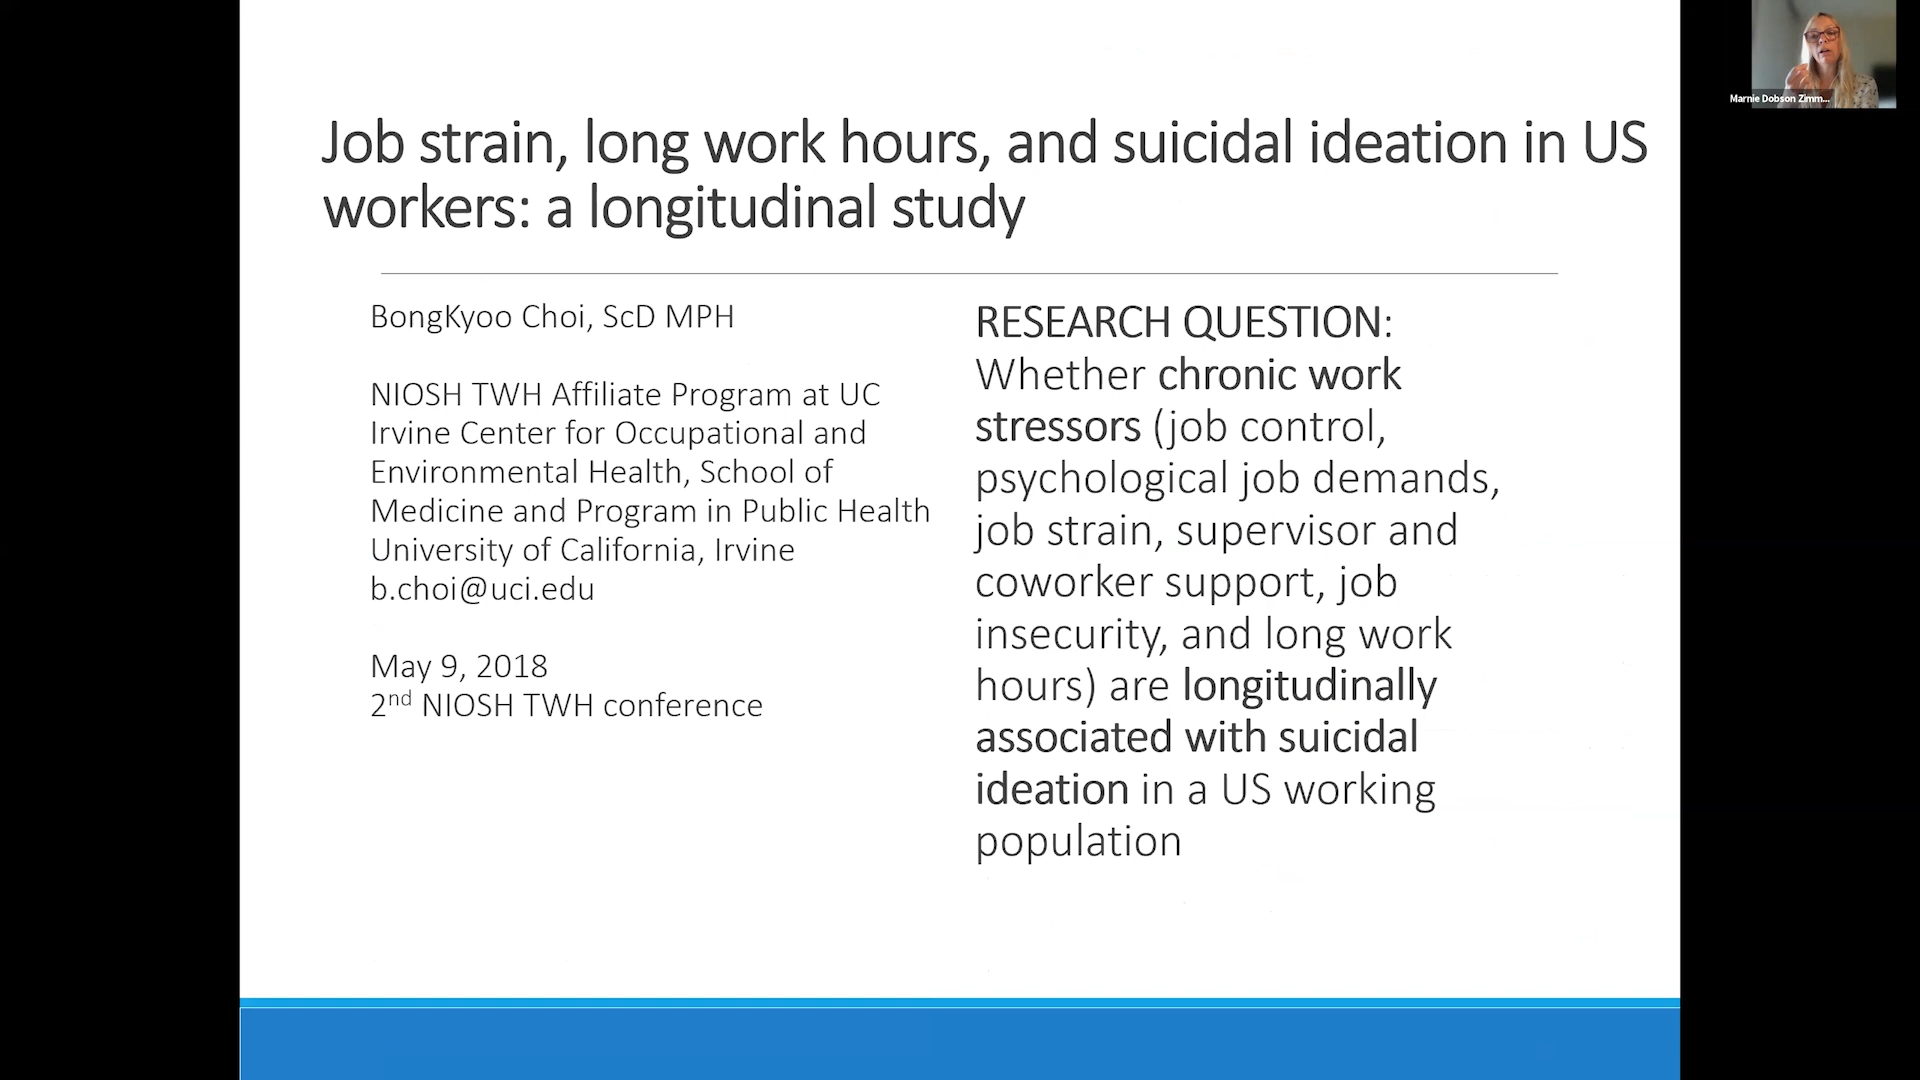 Marnie Dobson Zimm...
Job strain, long work hours, and suicidal ideation in US
workers: a longitudinal study
BongKyoo Choi, ScD MPH
NIOSH TWH Affiliate Program at UC
Irvine Center for Occupational and
Environmental Health, School of
Medicine and Program in Public Health
University of California, Irvine
b.choi@uci.edu
May 9, 2018
2nd NIOSH TWH conference
RESEARCH QUESTION:
Whether chronic work
stressors (job control,
psychological job demands,
job strain, supervisor and
coworker support, job
insecurity, and long work
hours) are longitudinally
associated with suicidal
ideation in a US working
population